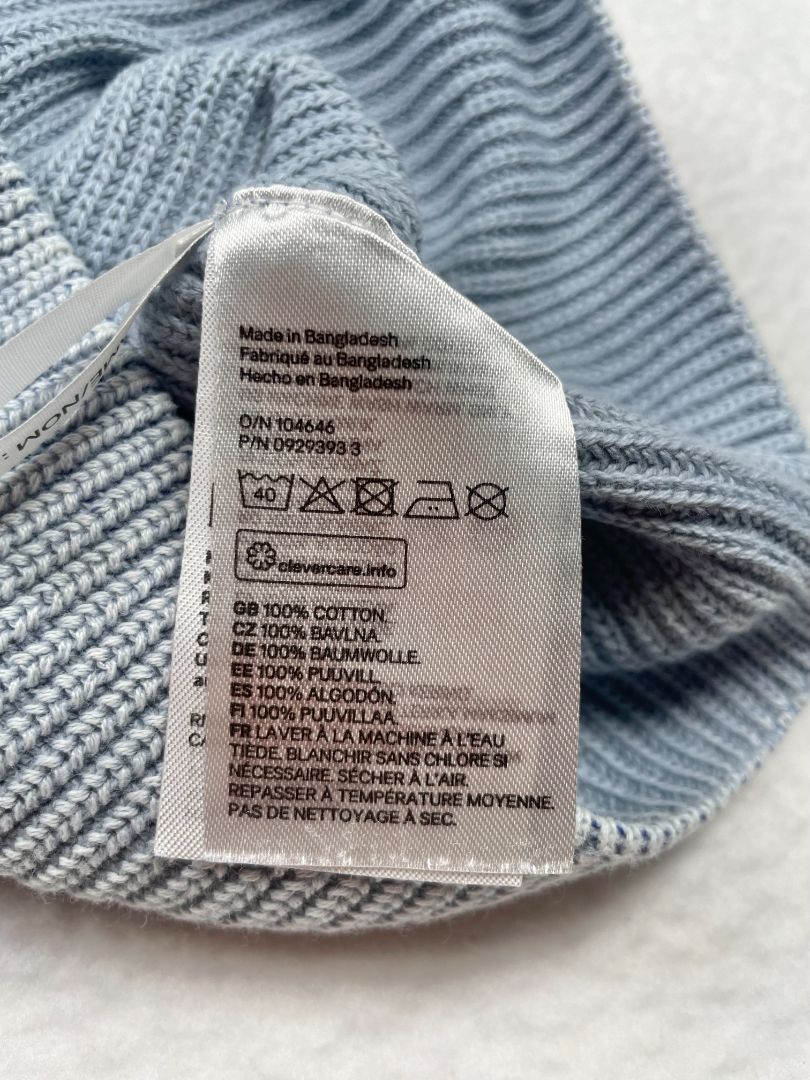 Made in Bangladesh
Fabriqué au Bangladesh
Hecho en Bangladesh
O/N 104646
P/N 0929393 3
40
clevercare.info
GB 100% COTTON.
CZ 100% BAVLNA.
DE 100% BAUMWOLLE.
EE 100% PUUVILL.
ES 100% ALGODÓN.
FI 100% PUUVILLAA.
FR LAVER À LA MACHINE À L'EAU
TIEDE. BLANCHIR SANS CHLORE SI
NÉCESSAIRE. SÉCHER À L'AIR.
REPASSER À TEMPÉRATURE MOYENNE.
PAS DE NETTOYAGE À SEC.